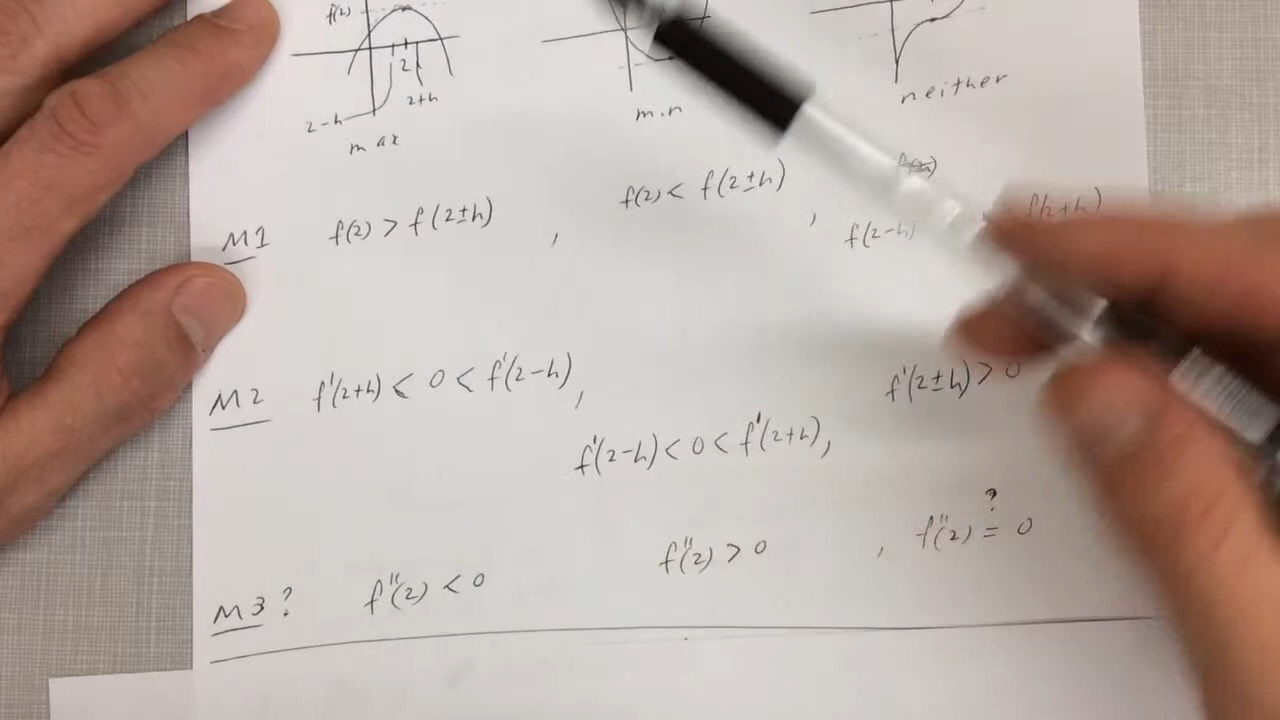 f(2)
2
2+h
2-h
max
min
neither
M1 f(2) > f(2±h) , f(2) < f(2±h) , f(2-h) f(2+h)
M2 f'(2+h) < 0 < f'(2-h), f'(2-h) < 0 < f'(2+h), f'(2±h) > 0
?
M3? f''(2) < 0 f''(2) > 0 , f''(2) = 0